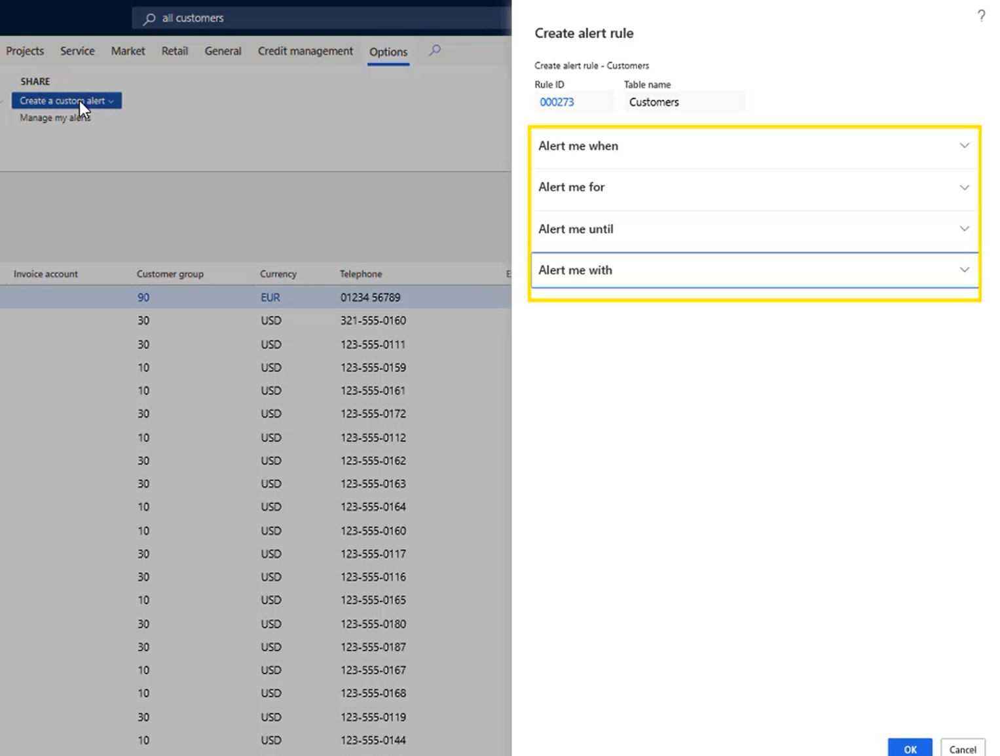 all customers
?
Projects Service Market Retail General Credit management Options
SHARE
Create a custom alert
Manage my alerts
Create alert rule
Create alert rule - Customers
Rule ID Table name
000273 Customers
Alert me when
Alert me for
Alert me until
Alert me with
Invoice account Customer group Currency Telephone
90 EUR 01234 56789
30 USD 321-555-0160
30 USD 123-555-0111
10 USD 123-555-0159
10 USD 123-555-0161
30 USD 123-555-0172
10 USD 123-555-0112
30 USD 123-555-0162
30 USD 123-555-0163
10 USD 123-555-0164
10 USD 123-555-0160
30 USD 123-555-0117
30 USD 123-555-0116
10 USD 123-555-0165
30 USD 123-555-0180
30 USD 123-555-0187
10 USD 123-555-0167
10 USD 123-555-0168
30 USD 123-555-0119
10 USD 123-555-0144
OK Cancel